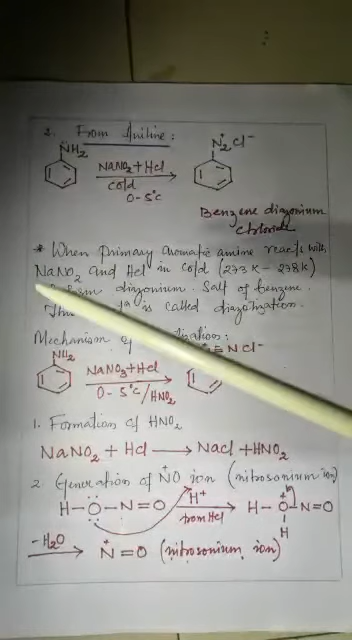 2. From Aniline:
NH₂ N₂⁺Cl⁻
NaNO₂ + HCl
cold
0-5°C
Benzene diazonium
chloride
* When primary aromatic amine reacts with
NaNO₂ and HCl in cold (273K - 278K)
diazonium salt of benzene.
is called diazotization.
Mechanism of
NH₂ ≡NCl⁻
NaNO₃+HCl
0-5°C/HNO₂
1. Formation of HNO₂
NaNO₂ + HCl → NaCl + HNO₂
2 Generation of N⁺O ion (nitrosonium ion)
H-O-N=O H⁺ from HCl H-O⁺-N=O
H
-H₂O → N⁺=O (nitrosonium ion)